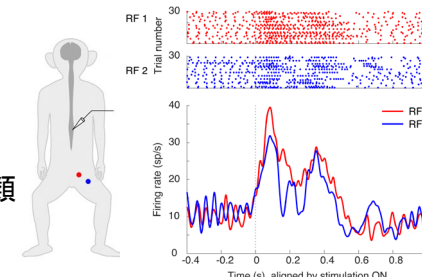 類
RF 1
RF 2
Trial number
30
30
Firing rate (sp/s)
40
30
20
10
0
RF
RF
-0.4 -0.2 0 0.2 0.4 0.6 0.8
Time (s), aligned by stimulation ON